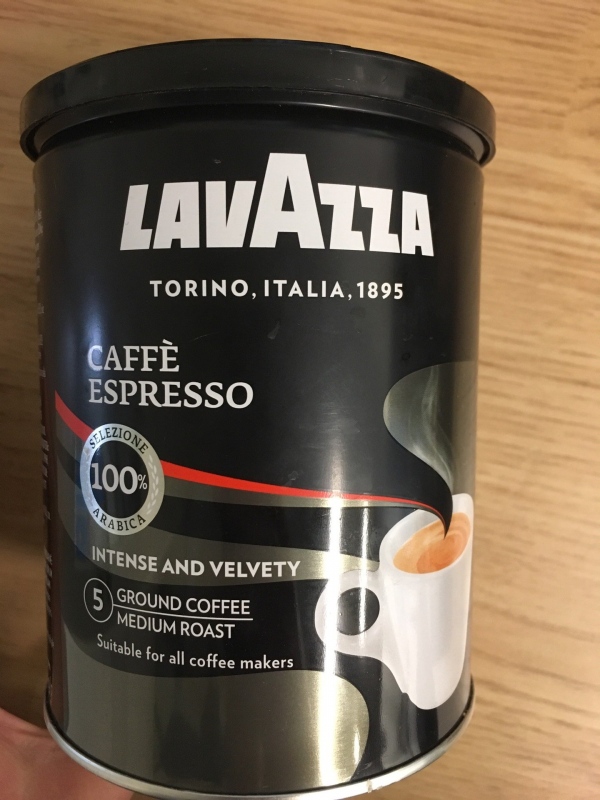 LAVAZZA
TORINO, ITALIA, 1895
CAFFÈ
ESPRESSO
SELEZIONE
100%
ARABICA
INTENSE AND VELVETY
5 GROUND COFFEE
MEDIUM ROAST
Suitable for all coffee makers